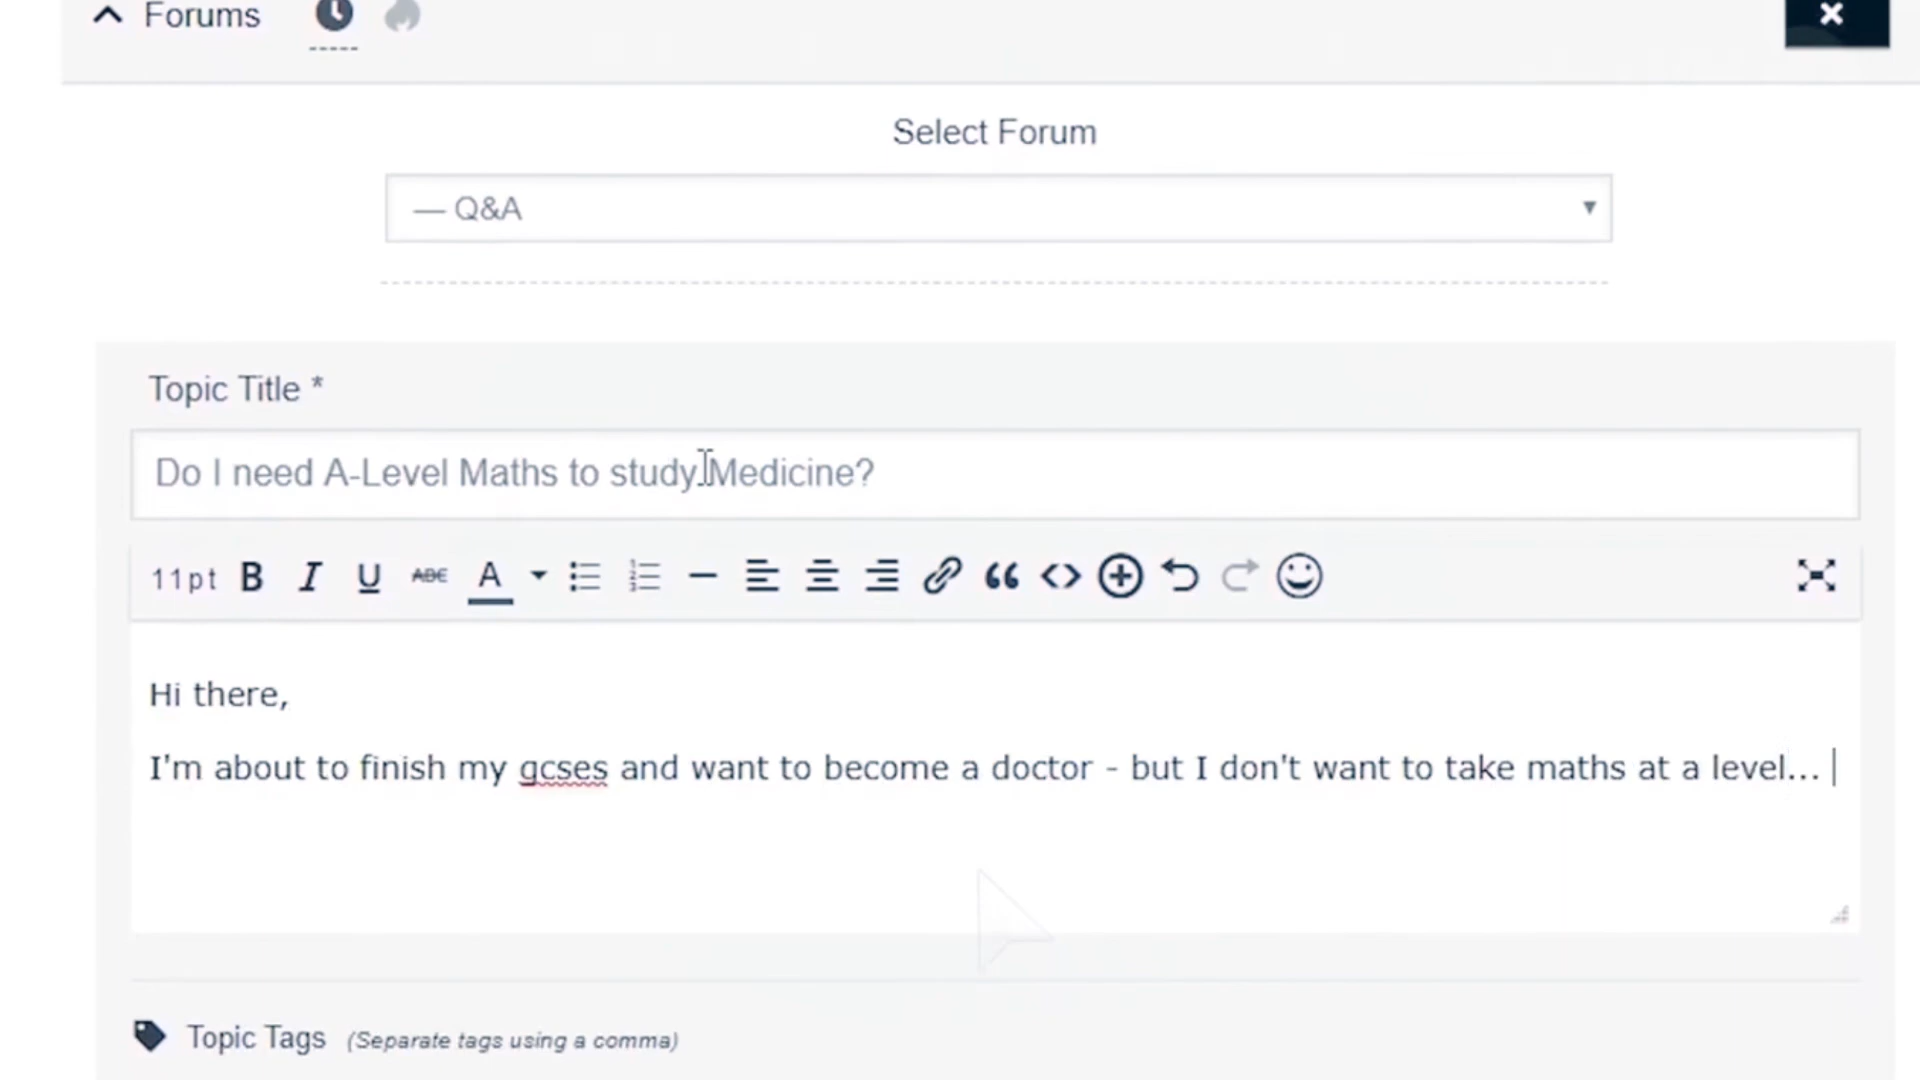 Forums
Select Forum
— Q&A
Topic Title *
Do I need A-Level Maths to study Medicine?
11pt B I U ABC A
Hi there,
I'm about to finish my gcses and want to become a doctor - but I don't want to take maths at a level...
Topic Tags (Separate tags using a comma)